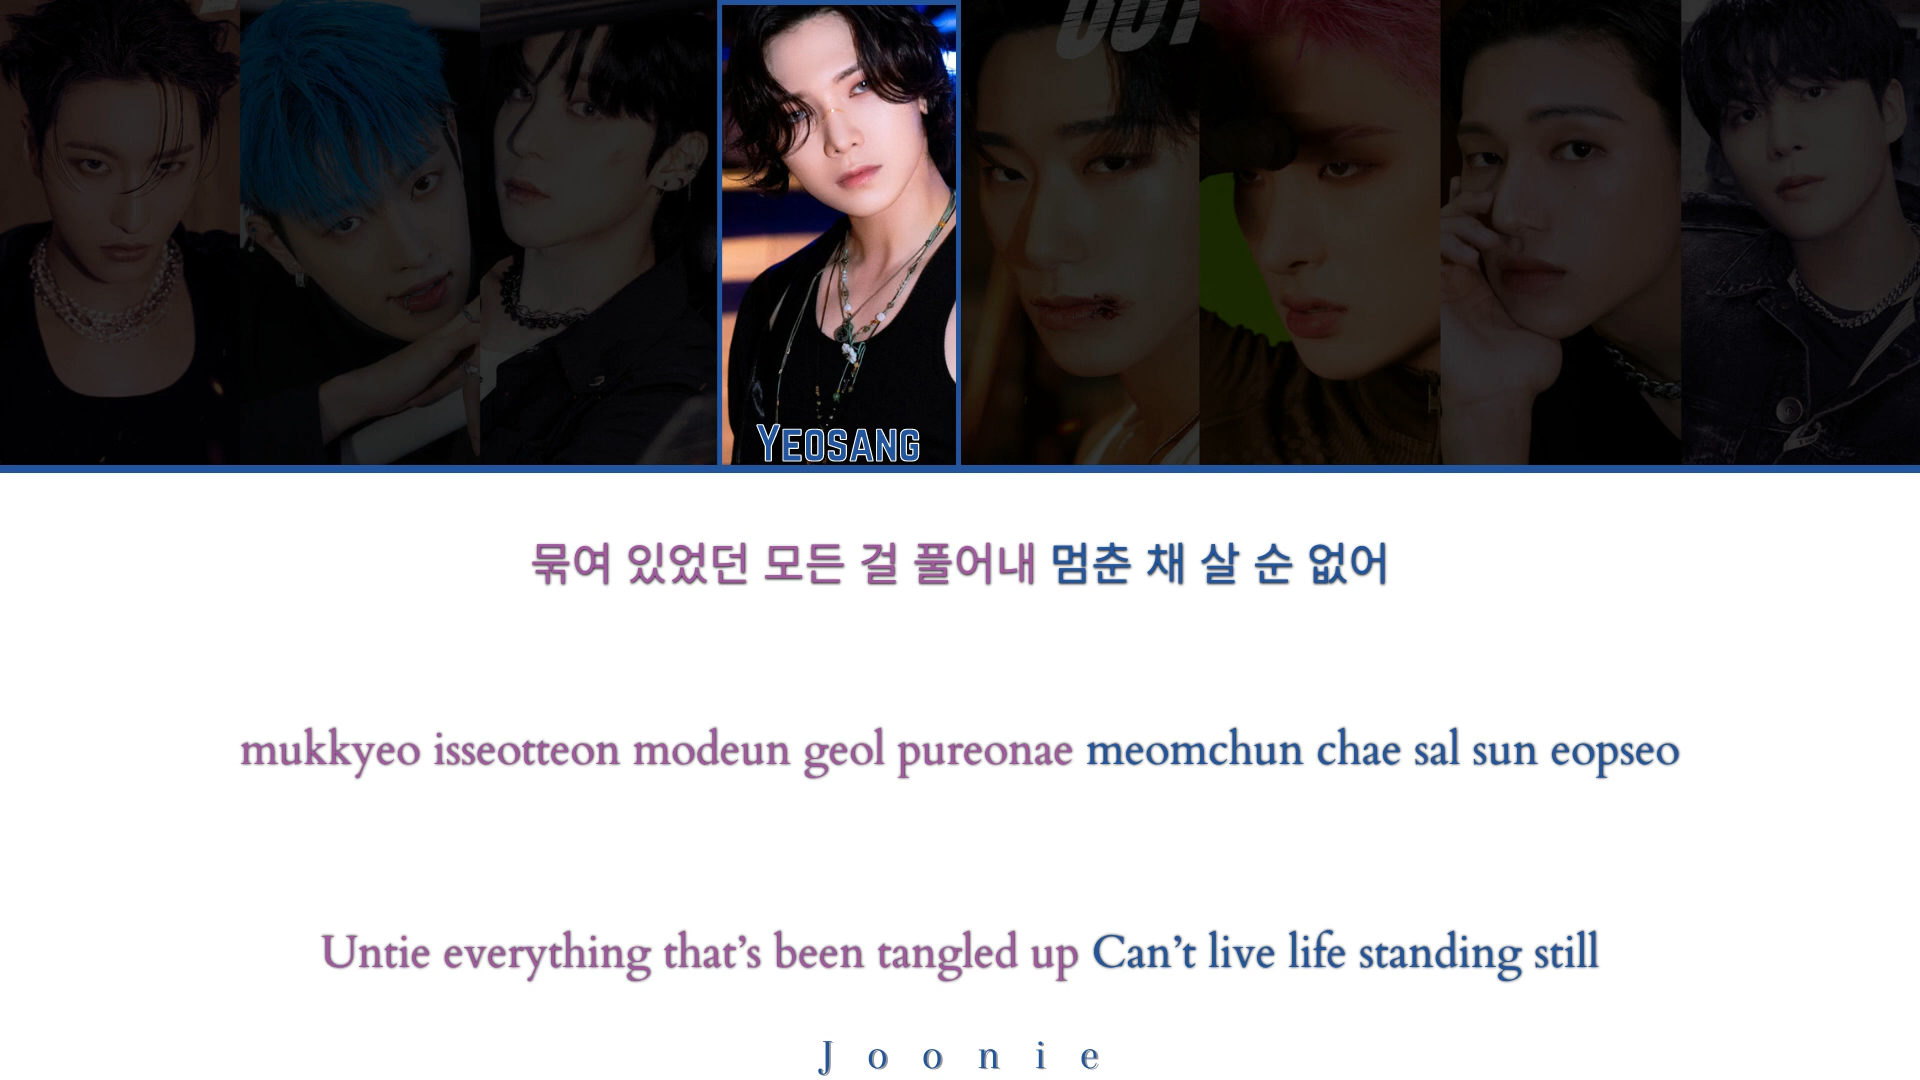 OUT
YEOSANG
묶여 있었던 모든 걸 풀어내 멈춘 채 살 순 없어
mukkyeo isseotteon modeun geol pureonae meomchun chae sal sun eopseo
Untie everything that’s been tangled up Can’t live life standing still
Joonie